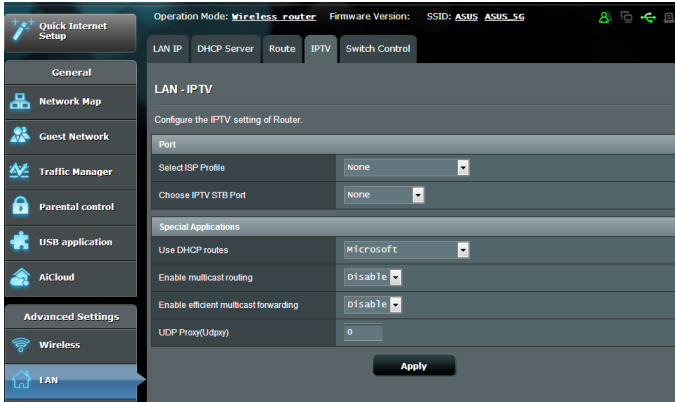 Quick Internet
Setup
General
Network Map
Guest Network
Traffic Manager
Parental control
USB application
AiCloud
Advanced Settings
Wireless
LAN
Operation Mode: Wireless router Firmware Version: SSID: ASUS ASUS_5G
LAN IP DHCP Server Route IPTV Switch Control
LAN - IPTV
Configure the IPTV setting of Router.
Port
Select ISP Profile None
Choose IPTV STB Port None
Special Applications
Use DHCP routes Microsoft
Enable multicast routing Disable
Enable efficient multicast forwarding Disable
UDP Proxy(Udpxy) 0
Apply